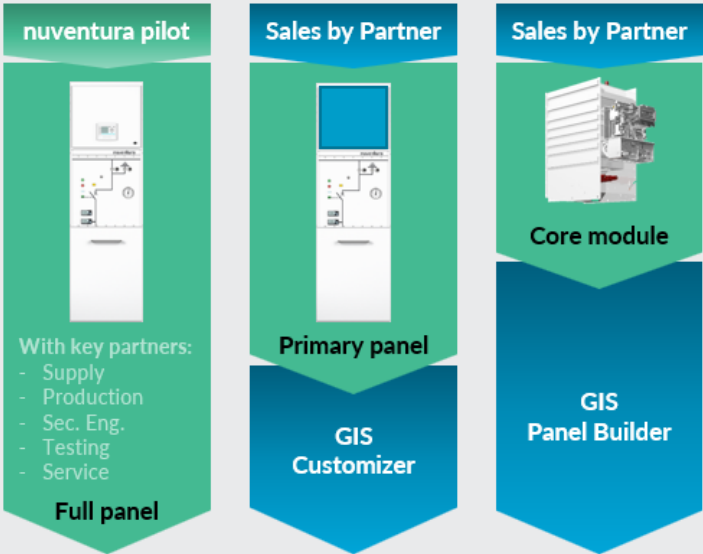 nuventura pilot
With key partners:
- Supply
- Production
- Sec. Eng.
- Testing
- Service
Full panel
Sales by Partner
Primary panel
GIS
Customizer
Sales by Partner
Core module
GIS
Panel Builder